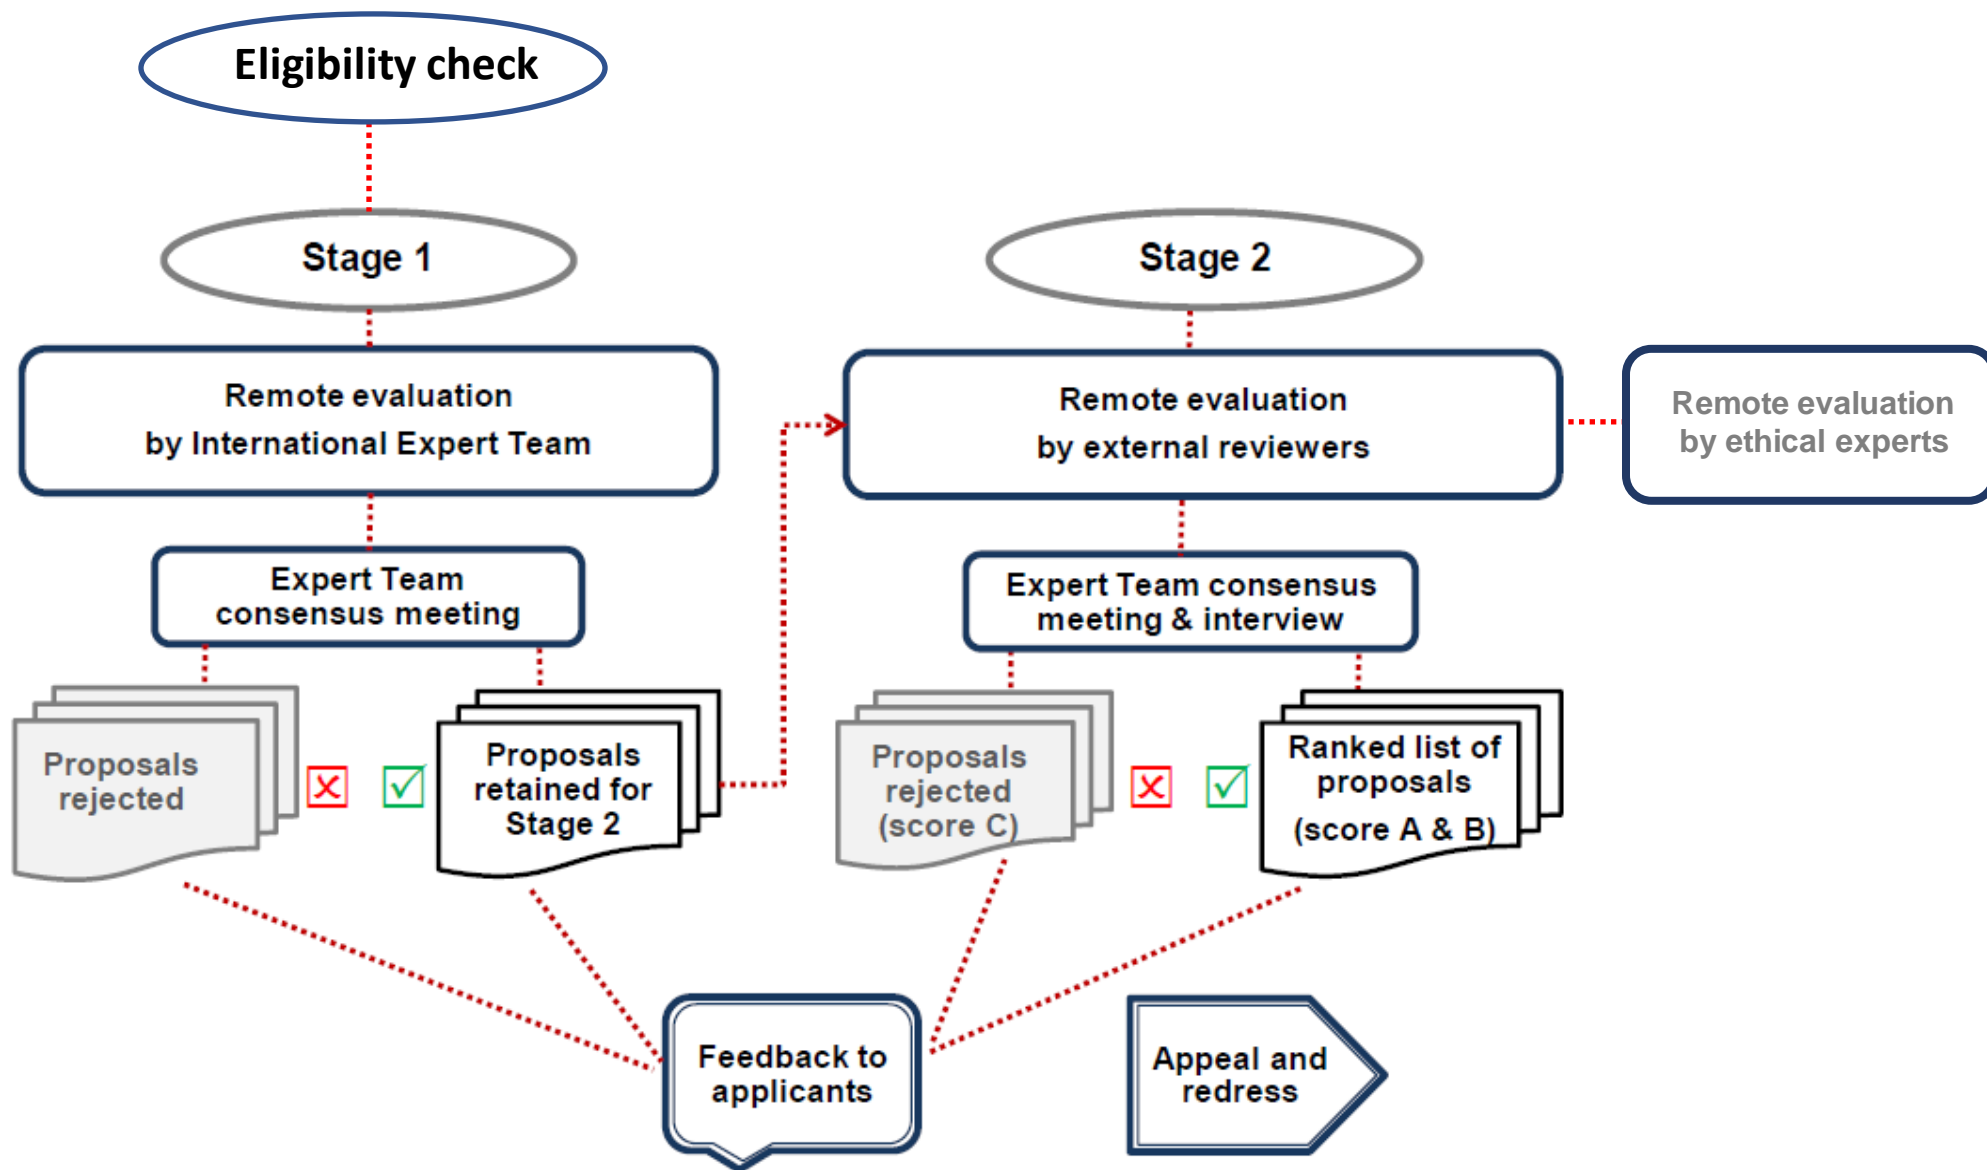 Eligibility check
Stage 1
Remote evaluation
by International Expert Team
Expert Team
consensus meeting
Proposals
rejected
Proposals
retained for
Stage 2
Stage 2
Remote evaluation
by external reviewers
Remote evaluation
by ethical experts
Expert Team consensus
meeting & interview
Proposals
rejected
(score C)
Ranked list of
proposals
(score A & B)
Feedback to
applicants
Appeal and
redress